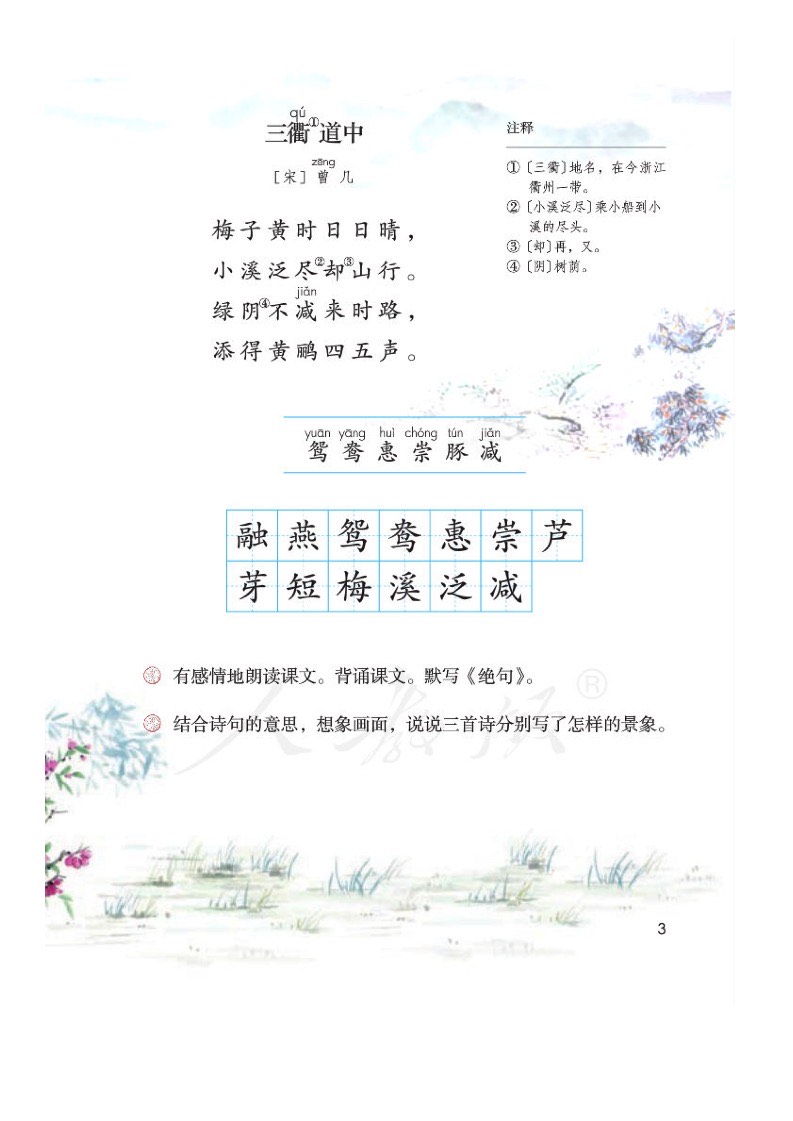 qú
三衢①道中
zēng
［宋］曾 几
梅子黄时日日晴，
小溪泛尽②却③山行。
jiǎn
绿阴④不减来时路，
添得黄鹂四五声。
注释
①〔三衢〕地名，在今浙江
衢州一带。
②〔小溪泛尽〕乘小船到小
溪的尽头。
③〔却〕再，又。
④〔阴〕树荫。
yuān yāng huì chóng tún jiǎn
鸳 鸯 惠 崇 豚 减
融 燕 鸳 鸯 惠 崇 芦
芽 短 梅 溪 泛 减
有感情地朗读课文。背诵课文。默写《绝句》。
结合诗句的意思，想象画面，说说三首诗分别写了怎样的景象。
人教版®
3